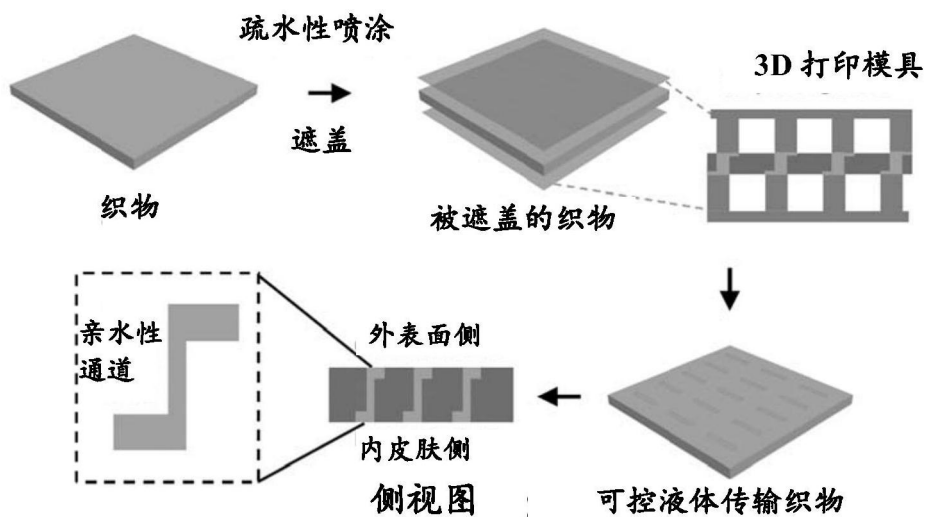 疏水性喷涂
遮盖
织物
被遮盖的织物
3D 打印模具
亲水性
通道
外表面侧
内皮肤侧
侧视图
可控液体传输织物